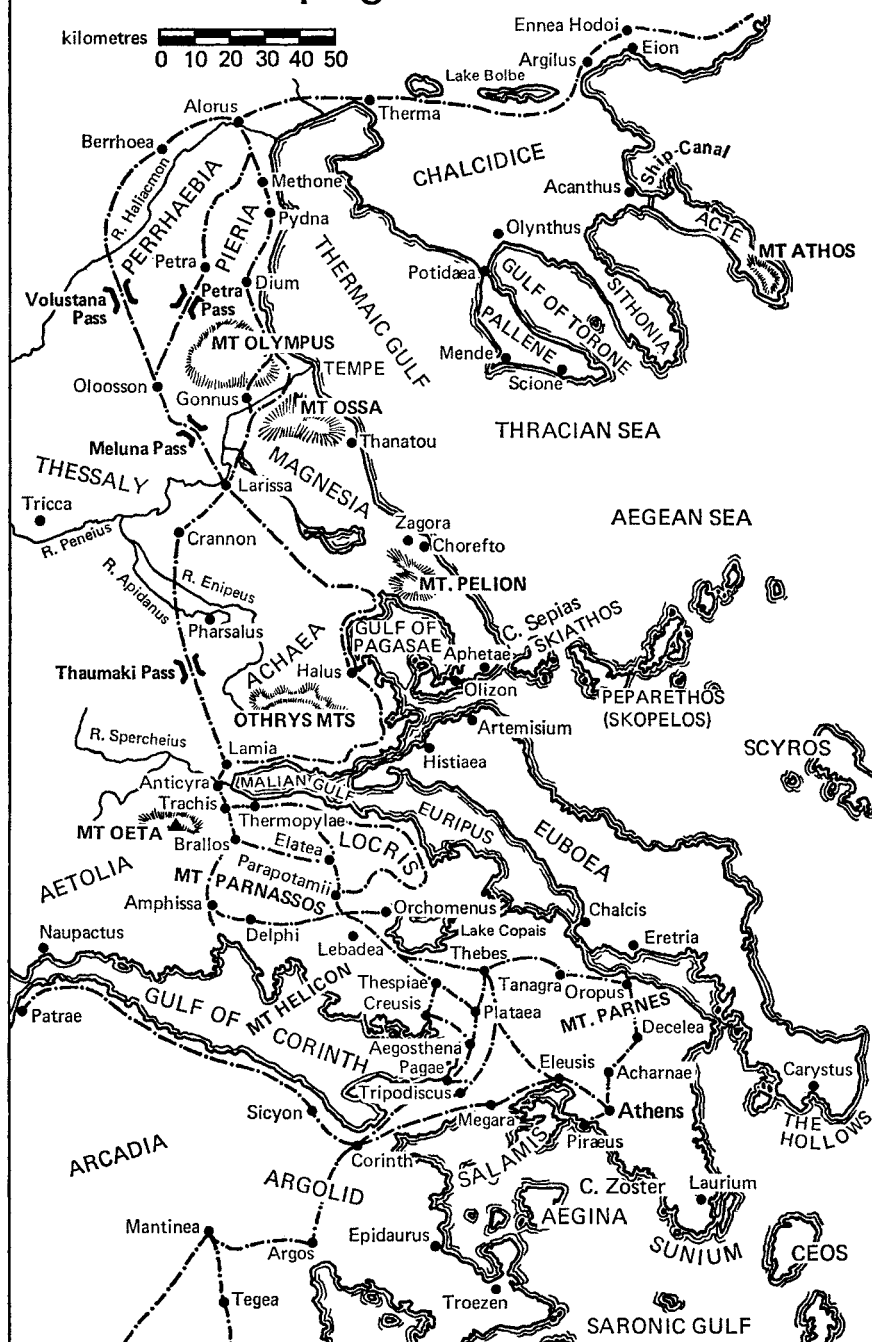 kilometres
0 10 20 30 40 50
Ennea Hodoi
Eion
Argilus
Lake Bolbe
Alorus
Therma
Berrhoea
CHALCIDICE
Ship-Canal
R. Haliacmon
PERRHAEBIA
Methone
Acanthus
Pydna
PIERIA
Olynthus
ACTE
MT ATHOS
THERMAIC GULF
Petra
Potidæa
Dium
GULF OF TORONE
SITHONIA
Volustana
Pass
Petra
Pass
PALLENE
MT OLYMPUS
Mende
Scione
TEMPE
Oloosson
Gonnus
MT OSSA
THRACIAN SEA
Meluna Pass
Thanatou
THESSALY
MAGNESIA
Larissa
Tricca
AEGEAN SEA
Zagora
Chorefto
R. Peneius
Crannon
R. Enipeus
R. Apidanus
MT. PELION
Pharsalus
C. Sepias
SKIATHOS
GULF OF
PAGASAE
ACHAEA
Aphetae
Thaumaki Pass
Halus
Olizon
PEPARETHOS
(SKOPELOS)
OTHRYS MTS
Artemisium
R. Spercheius
Lamia
Histiaea
SCYROS
Anticyra
MALIAN GULF
Trachis
Thermopylae
EURIPUS
MT OETA
LOCRIS
EUBOEA
Brallos
Elatea
Parapotamii
AETOLIA
MT PARNASSOS
Amphissa
Orchomenus
Chalcis
Delphi
Lake Copais
Naupactus
Lebadea
Eretria
Thebes
Thespiae
Tanagra
Oropus
GULF OF
CORINTH
MT HELICON
Creusis
MT. PARNES
Patrae
Plataea
Decelea
Aegosthena
Pagae
Eleusis
Acharnae
Carystus
Tripodiscus
Athens
Sicyon
Megara
THE
HOLLOWS
Piræus
SALAMIS
Corinth
ARCADIA
ARGOLID
C. Zoster
Laurium
AEGINA
Mantinea
Epidaurus
SUNIUM
CEOS
Argos
Tegea
Troezen
SARONIC GULF